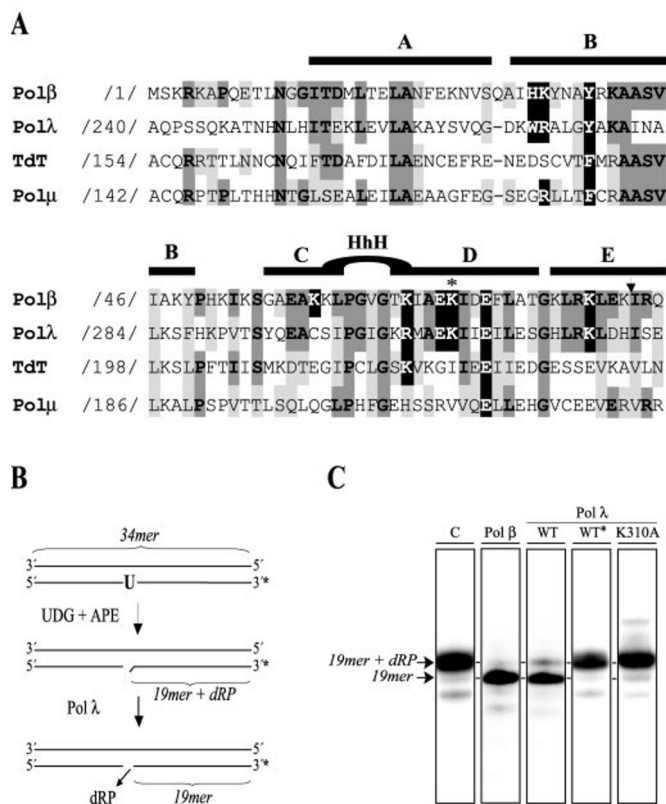 A
A B
Polβ /1/ MSKRKAPQETLNGGITDMLTELANFEKNVSQAIHKYNAYRKAASV
Polλ /240/ AQPSSQKATNHNLHITEKLEVLAKAYSVQG-DKWRALGYAKAINA
TdT /154/ ACQRRTTLNNCNQIFTDAFDILAENCEFRE-NEDSCVTFMRAASV
Polμ /142/ ACQRPTPLTHHNTGLSEALEILAEAAGFEG-SEGRLLTFCRAASV
B C HhH D E
*
Polβ /46/ IAKYPHKIKSGAEAKKLPGVGTKIAEKIDEFLATGKLRKLEKIRQ
Polλ /284/ LKSFHKPVTSYQEACSIPGIGKRMAEKIIEILESGHLRKLDHISE
TdT /198/ LKSLPFTIISMKDTEGIPCLGSKVKGIIEEIIEDGESSEVKAVLN
Polμ /186/ LKALPSPVTTLSQLQGLPHFGEHSSRVVQELLEHGVCEEVERVRR
B
34mer
3´ 5´
5´ U 3´*
UDG + APE
3´ 5´
5´ 3´*
19mer + dRP
Pol λ
3´ 5´
5´ 3´*
dRP 19mer
C
Pol λ
C Pol β WT WT* K310A
19mer + dRP
19mer